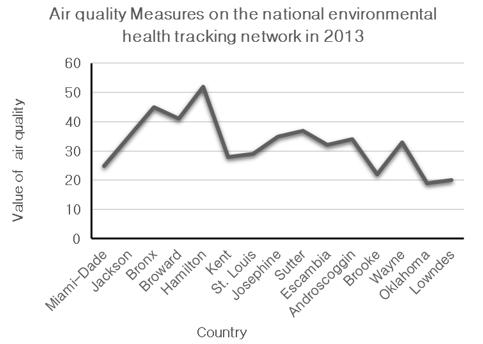 Air quality Measures on the national environmental
health tracking network in 2013
Value of air quality
60
50
40
30
20
10
0
Miami-Dade
Jackson
Bronx
Broward
Hamilton
Kent
St. Louis
Josephine
Sutter
Escambia
Androscoggin
Brooke
Wayne
Oklahoma
Lowndes
Country